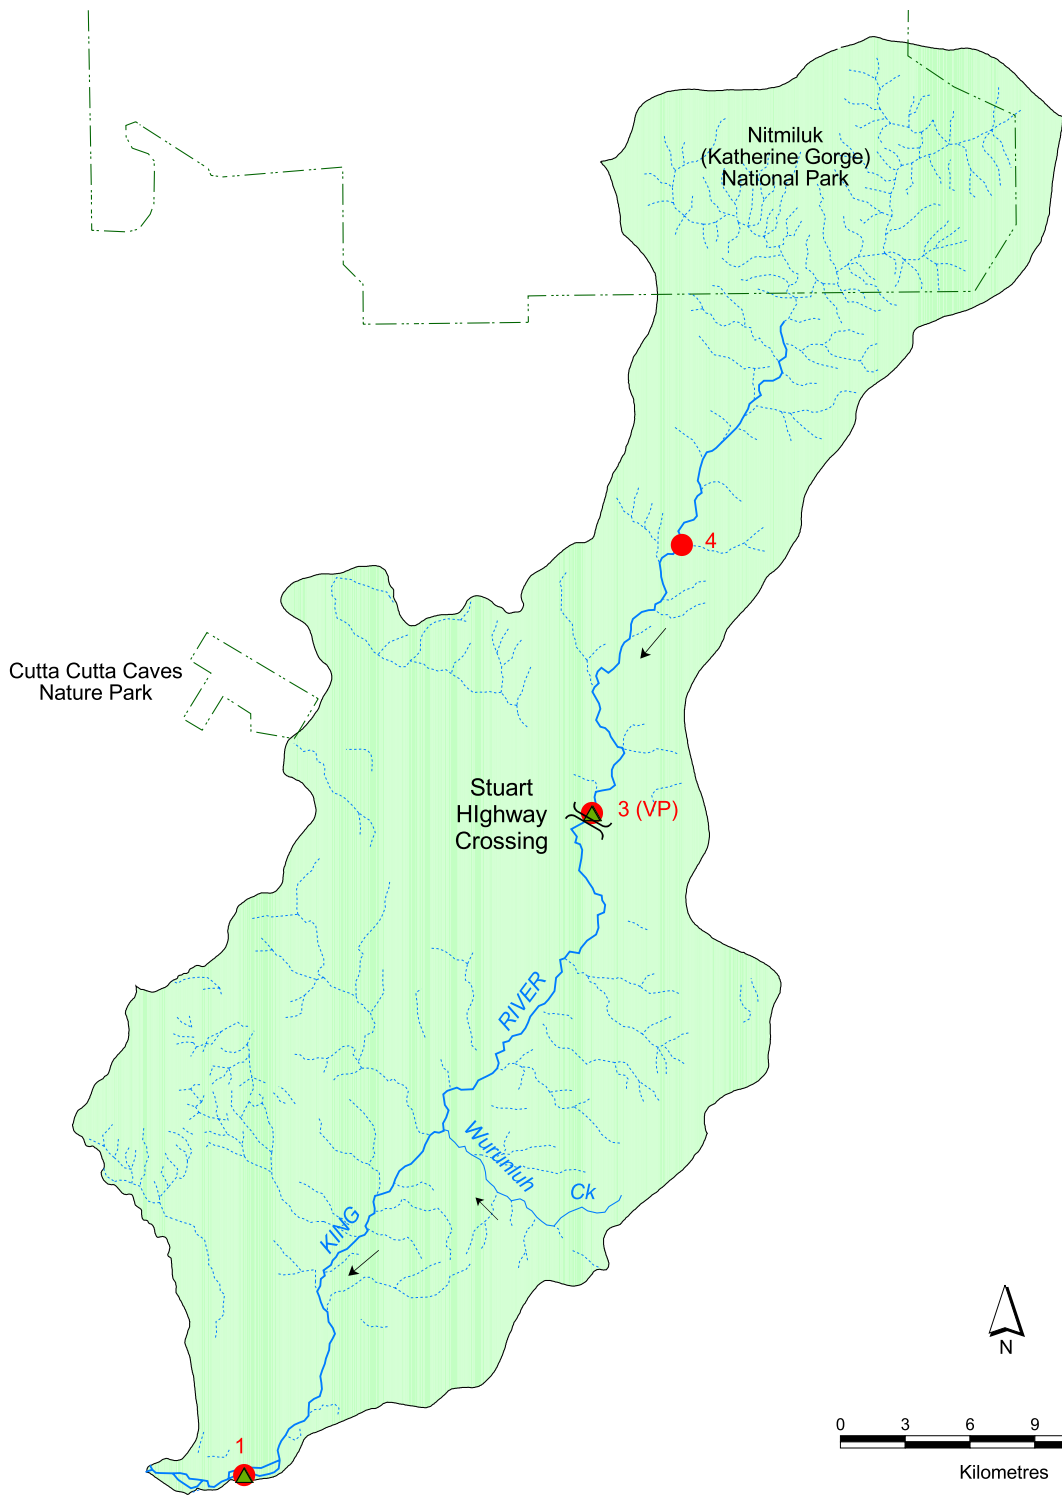 Nitmiluk
(Katherine Gorge)
National Park
4
Cutta Cutta Caves
Nature Park
Stuart
HIghway
Crossing
3 (VP)
RIVER
Wurunluh
Ck
KING
N
0 3 6 9
Kilometres
1